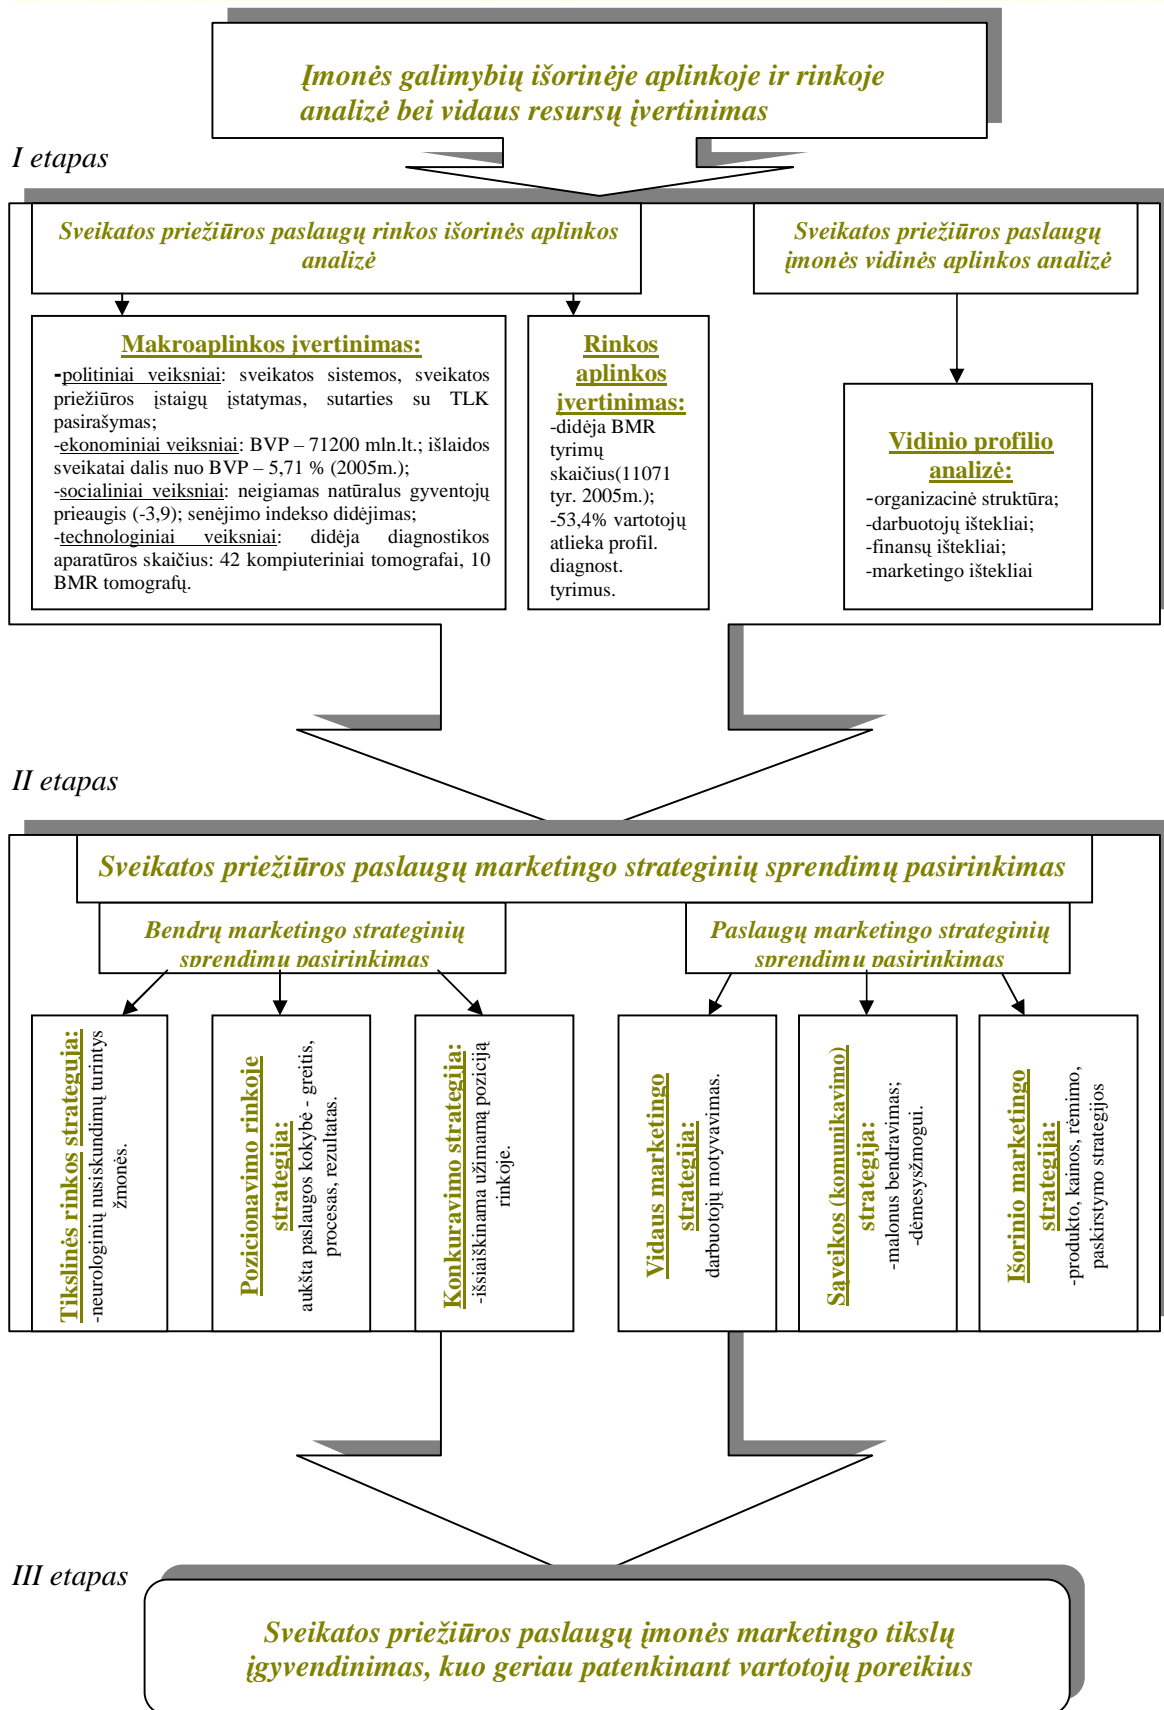 Įmonės galimybių išorinėje aplinkoje ir rinkoje
analizė bei vidaus resursų įvertinimas
I etapas
Sveikatos priežiūros paslaugų rinkos išorinės aplinkos
analizė
Sveikatos priežiūros paslaugų
įmonės vidinės aplinkos analizė
Makroaplinkos įvertinimas:
-politiniai veiksniai: sveikatos sistemos, sveikatos
priežiūros įstaigų įstatymas, sutarties su TLK
pasirašymas;
-ekonominiai veiksniai: BVP – 71200 mln.lt.; išlaidos
sveikatai dalis nuo BVP – 5,71 % (2005m.);
-socialiniai veiksniai: neigiamas natūralus gyventojų
prieaugis (-3,9); senėjimo indekso didėjimas;
-technologiniai veiksniai: didėja diagnostikos
aparatūros skaičius: 42 kompiuteriniai tomografai, 10
BMR tomografų.
Rinkos
aplinkos
įvertinimas:
-didėja BMR
tyrimų
skaičius(11071
tyr. 2005m.);
-53,4% vartotojų
atlieka profil.
diagnost.
tyrimus.
Vidinio profilio
analizė:
-organizacinė struktūra;
-darbuotojų ištekliai;
-finansų ištekliai;
-marketingo ištekliai
II etapas
Sveikatos priežiūros paslaugų marketingo strateginių sprendimų pasirinkimas
Bendrų marketingo strateginių
sprendimų pasirinkimas
Paslaugų marketingo strateginių
sprendimų pasirinkimas
Tikslinės rinkos strateguja:
-neurologinių nusiskundimų turintys
žmonės.
Pozicionavimo rinkoje
strategija:
aukšta paslaugos kokybė - greitis,
procesas, rezultatas.
Konkuravimo strategija:
-išsiaiškinama užimamą poziciją
rinkoje.
Vidaus marketingo
strategija:
darbuotojų motyvavimas.
Sąveikos (komunikavimo)
strategija:
-malonus bendravimas;
-dėmesysžmogui.
Išorinio marketingo
strategija:
-produkto, kainos, rėmimo,
paskirstymo strategijos
III etapas
Sveikatos priežiūros paslaugų įmonės marketingo tikslų
įgyvendinimas, kuo geriau patenkinant vartotojų poreikius